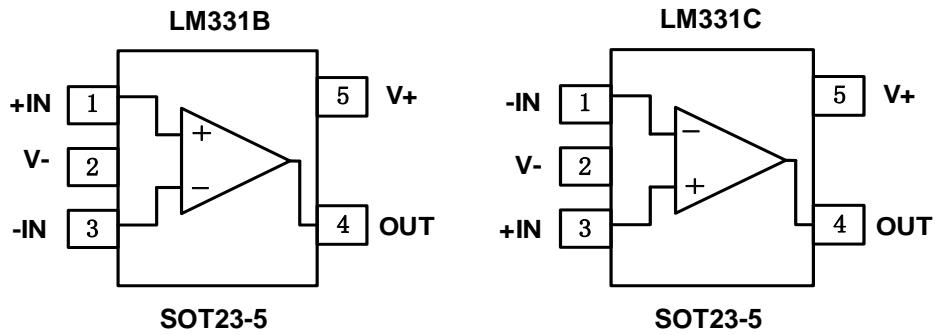 LM331B
LM331C
+IN 1 + 5 V+
V- 2
-IN 3 − 4 OUT
-IN 1 − 5 V+
V- 2
+IN 3 + 4 OUT
SOT23-5
SOT23-5